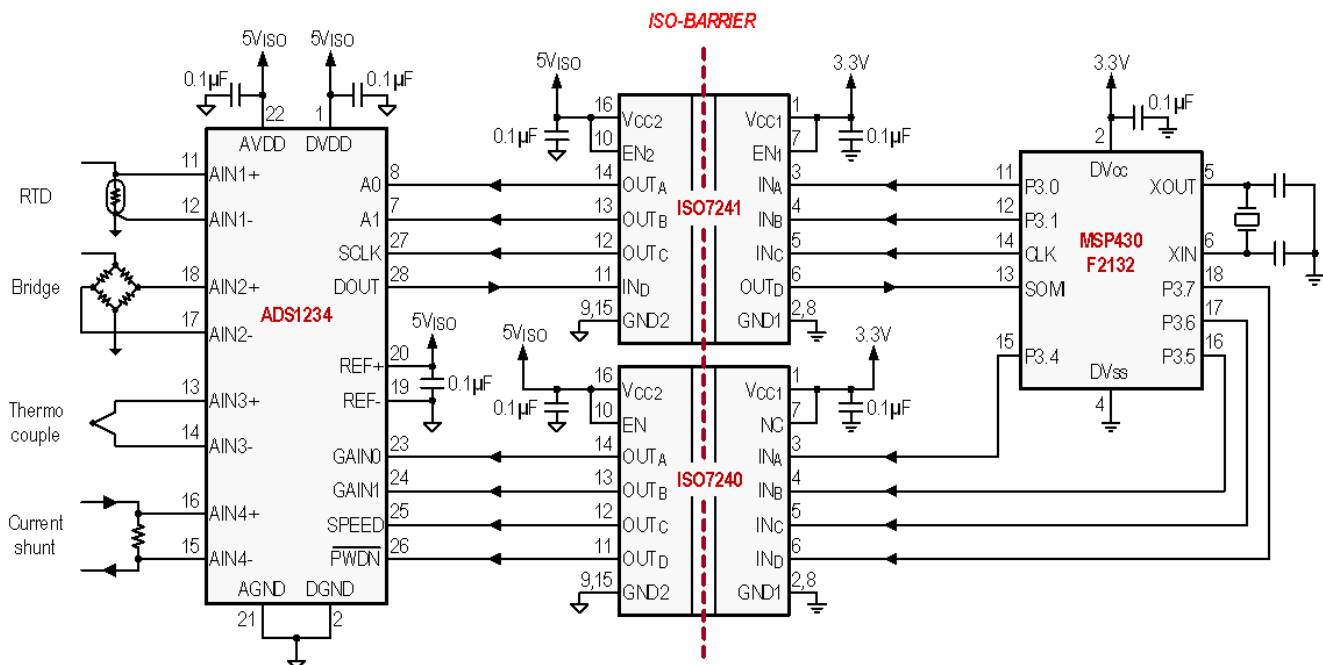 ISO-BARRIER
5VISO
5VISO
0.1µF
0.1µF
22
1
AVDD
DVDD
RTD
11
AIN1+
12
AIN1-
Bridge
18
AIN2+
17
AIN2-
Thermo
couple
13
AIN3+
14
AIN3-
Current
shunt
16
AIN4+
15
AIN4-
ADS1234
A0
8
A1
7
SCLK
27
DOUT
28
REF+
20
REF-
19
5VISO
0.1µF
GAIN0
23
GAIN1
24
SPEED
25
PWDN
26
AGND
DGND
21
2
5VISO
0.1µF
16
VCC2
10
EN2
14
OUTA
13
OUTB
12
OUTC
11
IND
9,15
GND2
ISO7241
VCC1
1
EN1
7
INA
3
INB
4
INC
5
OUTD
6
GND1
2,8
3.3V
0.1µF
5VISO
0.1µF
16
VCC2
10
EN
14
OUTA
13
OUTB
12
OUTC
11
OUTD
9,15
GND2
ISO7240
VCC1
1
NC
7
INA
3
INB
4
INC
5
IND
6
GND1
2,8
3.3V
0.1µF
3.3V
0.1µF
2
DVCC
11
P3.0
12
P3.1
14
CLK
13
SOMI
15
P3.4
MSP430
F2132
XOUT
5
XIN
6
P3.7
18
P3.6
17
P3.5
16
DVSS
4